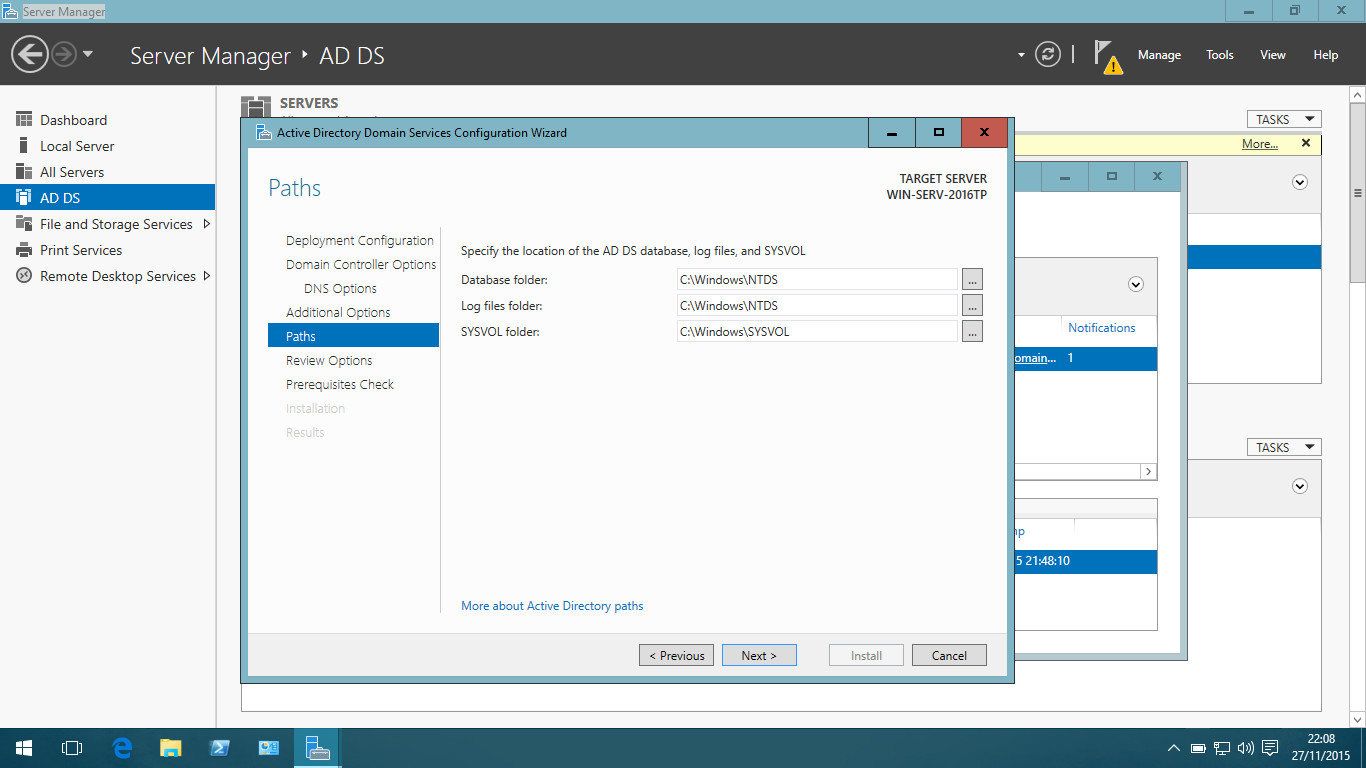 Server Manager
Server Manager ‣ AD DS
Manage Tools View Help
Dashboard
Local Server
All Servers
AD DS
File and Storage Services
Print Services
Remote Desktop Services
SERVERS
TASKS
More...
Active Directory Domain Services Configuration Wizard
Paths
TARGET SERVER
WIN-SERV-2016TP
Deployment Configuration
Domain Controller Options
DNS Options
Additional Options
Paths
Review Options
Prerequisites Check
Installation
Results
Specify the location of the AD DS database, log files, and SYSVOL
Database folder: C:\Windows\NTDS ...
Log files folder: C:\Windows\NTDS ...
SYSVOL folder: C:\Windows\SYSVOL ...
More about Active Directory paths
< Previous Next > Install Cancel
Notifications
omain... 1
TASKS
mp
5 21:48:10
22:08
27/11/2015